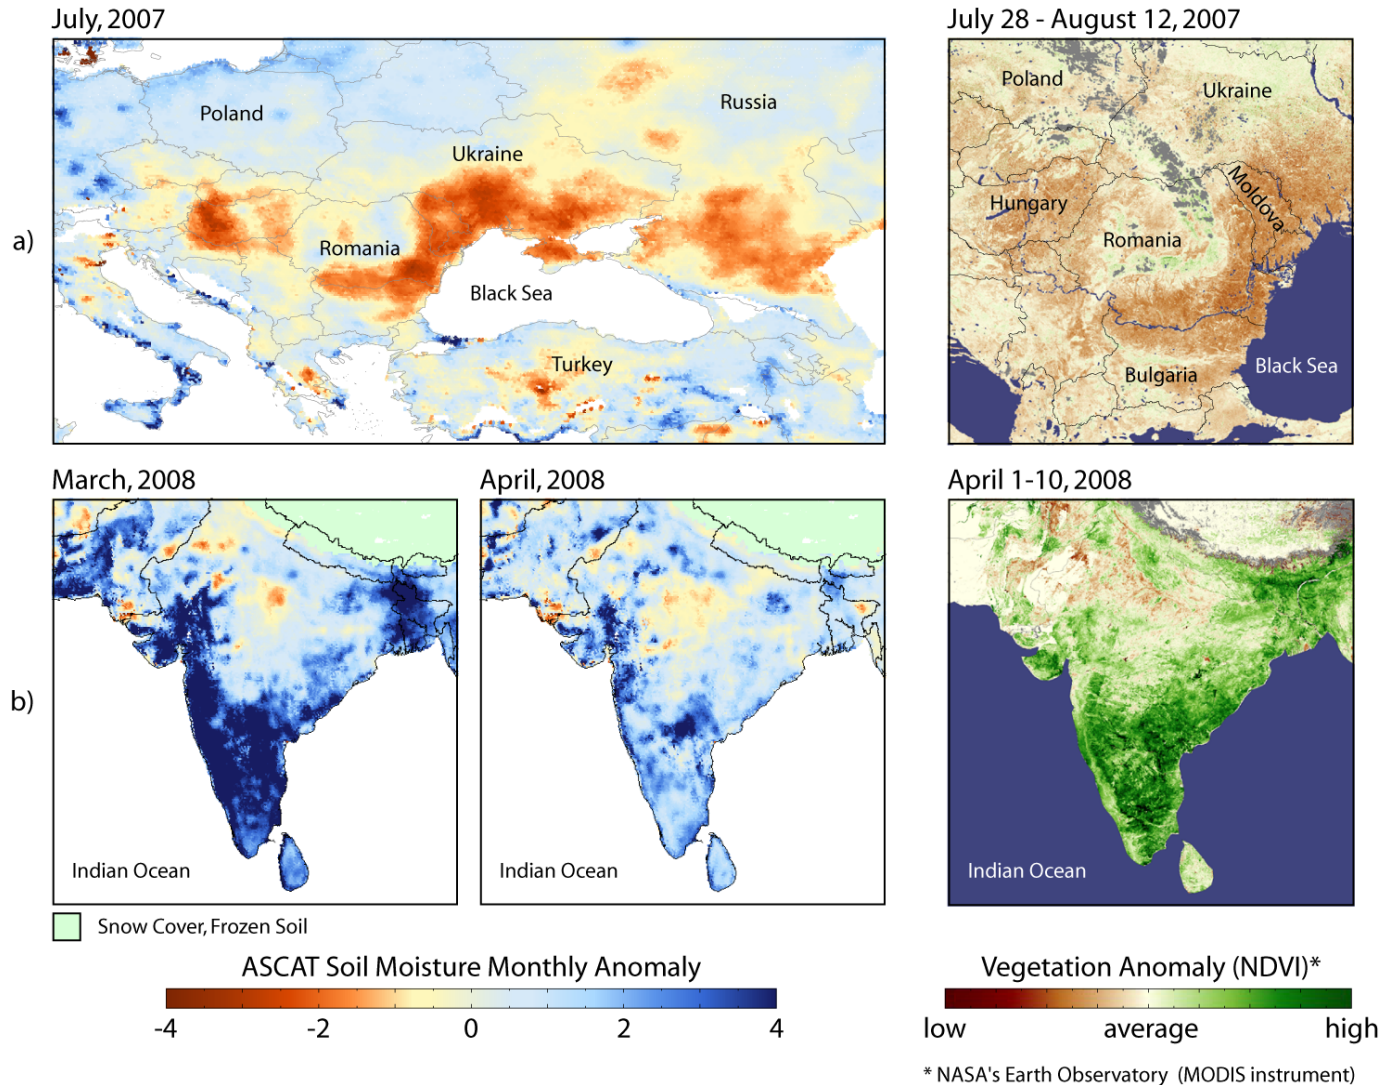 July, 2007
July 28 - August 12, 2007
a)
Poland
Russia
Ukraine
Romania
Black Sea
Turkey
Poland
Ukraine
Hungary
Moldova
Romania
Bulgaria
Black Sea
March, 2008
April, 2008
April 1-10, 2008
b)
Indian Ocean
Indian Ocean
Indian Ocean
Snow Cover, Frozen Soil
ASCAT Soil Moisture Monthly Anomaly
-4 -2 0 2 4
Vegetation Anomaly (NDVI)*
low average high
* NASA's Earth Observatory (MODIS instrument)